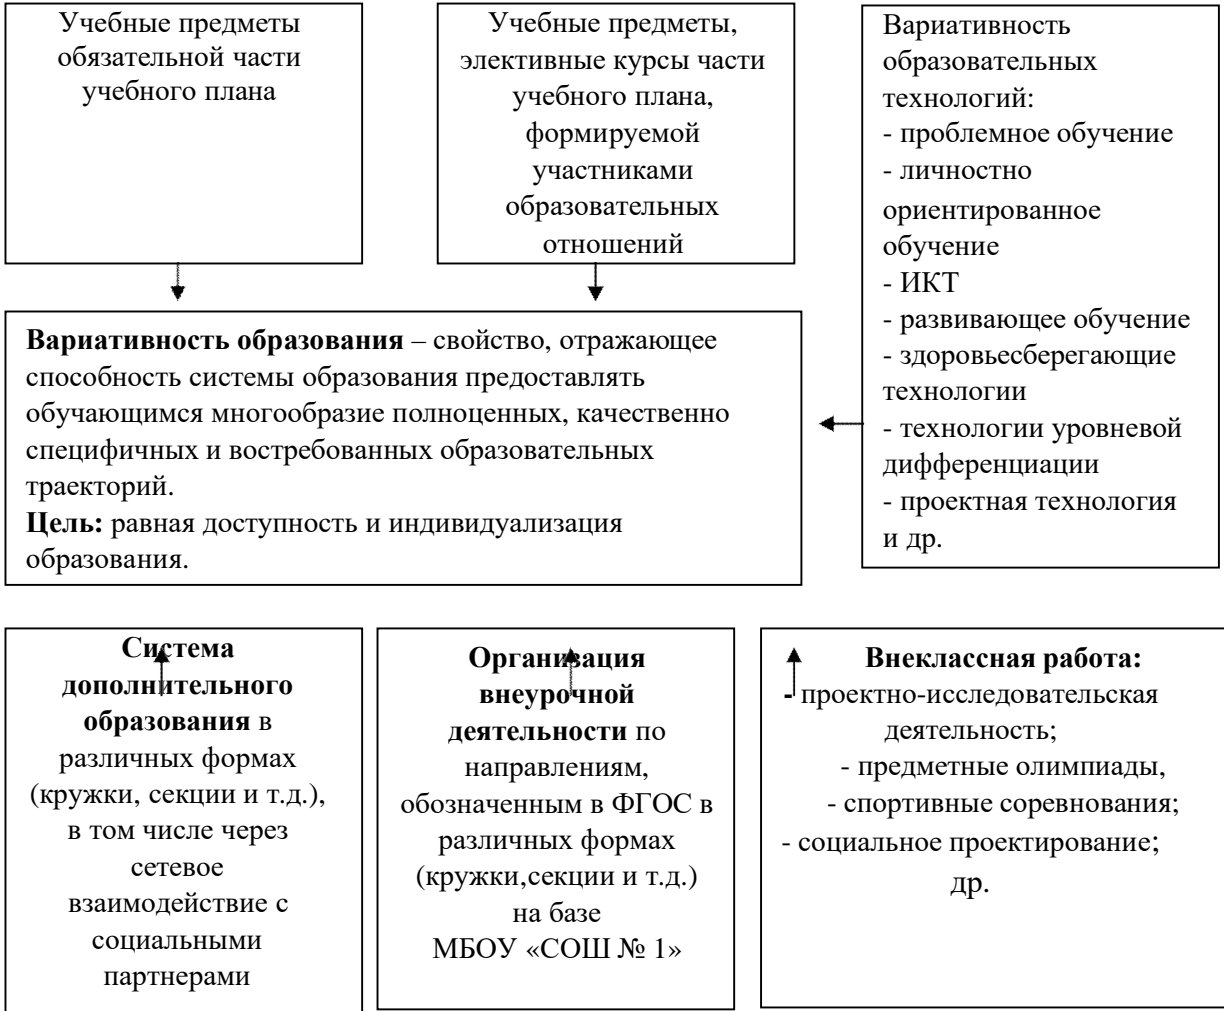 Учебные предметы
обязательной части
учебного плана
Учебные предметы,
элективные курсы части
учебного плана,
формируемой
участниками
образовательных
отношений
Вариативность
образовательных
технологий:
- проблемное обучение
- личностно
ориентированное
обучение
- ИКТ
- развивающее обучение
- здоровьесберегающие
технологии
- технологии уровневой
дифференциации
- проектная технология
и др.
Вариативность образования – свойство, отражающее
способность системы образования предоставлять
обучающимся многообразие полноценных, качественно
специфичных и востребованных образовательных
траекторий.
Цель: равная доступность и индивидуализация
образования.
Система
дополнительного
образования в
различных формах
(кружки, секции и т.д.),
в том числе через
сетевое
взаимодействие с
социальными
партнерами
Организация
внеурочной
деятельности по
направлениям,
обозначенным в ФГОС в
различных формах
(кружки,секции и т.д.)
на базе
МБОУ «СОШ № 1»
Внеклассная работа:
- проектно-исследовательская
деятельность;
- предметные олимпиады,
- спортивные соревнования;
- социальное проектирование;
др.